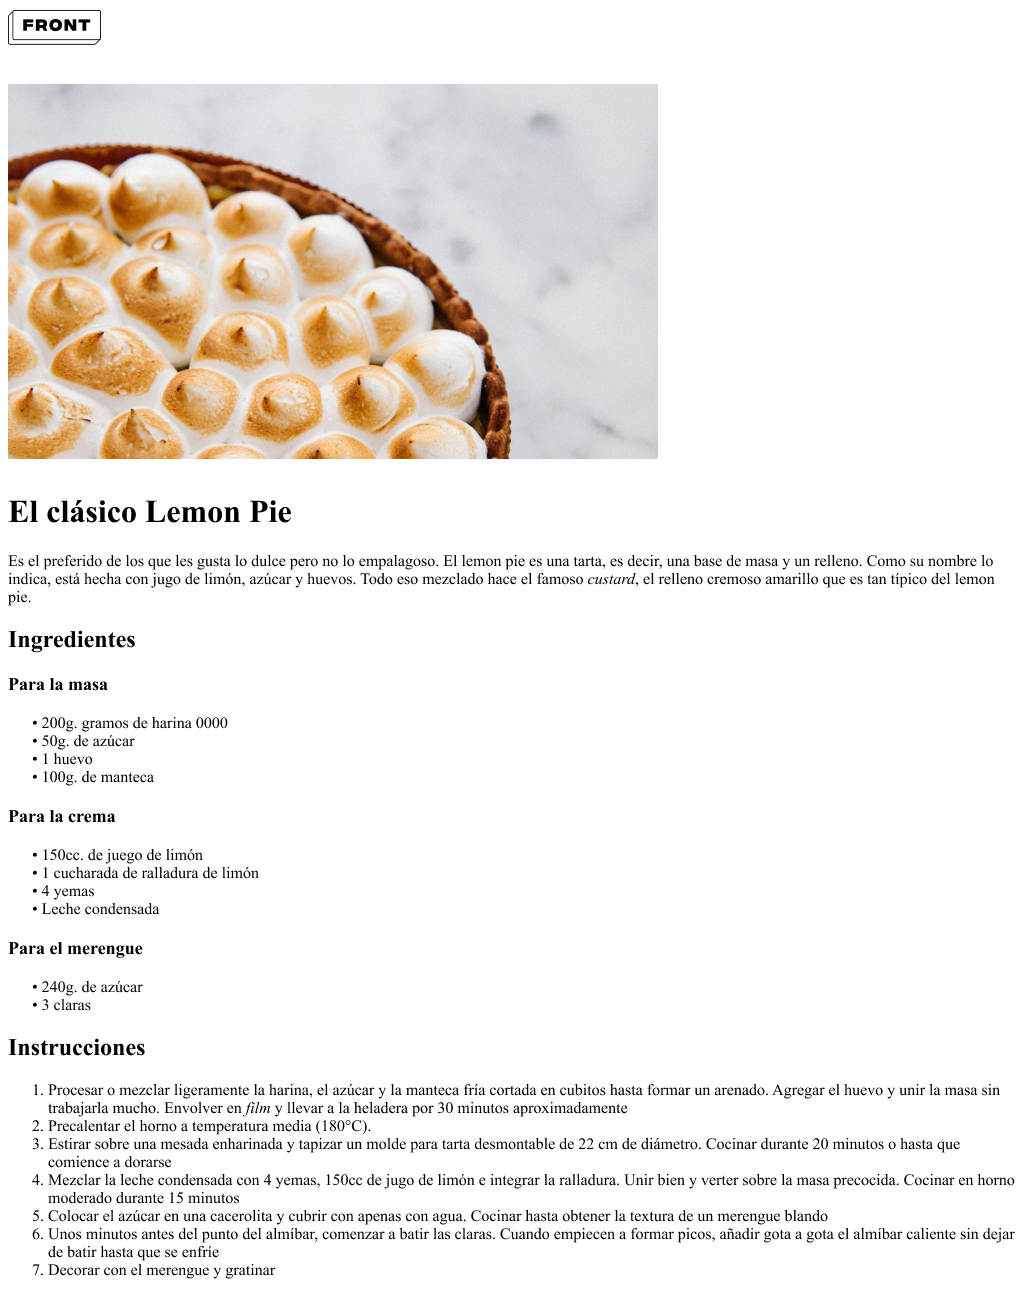 FRONT
El clásico Lemon Pie
Es el preferido de los que les gusta lo dulce pero no lo empalagoso. El lemon pie es una tarta, es decir, una base de masa y un relleno. Como su nombre lo
indica, está hecha con jugo de limón, azúcar y huevos. Todo eso mezclado hace el famoso custard, el relleno cremoso amarillo que es tan típico del lemon
pie.
Ingredientes
Para la masa
• 200g. gramos de harina 0000
• 50g. de azúcar
• 1 huevo
• 100g. de manteca
Para la crema
• 150cc. de juego de limón
• 1 cucharada de ralladura de limón
• 4 yemas
• Leche condensada
Para el merengue
• 240g. de azúcar
• 3 claras
Instrucciones
1. Procesar o mezclar ligeramente la harina, el azúcar y la manteca fría cortada en cubitos hasta formar un arenado. Agregar el huevo y unir la masa sin
trabajarla mucho. Envolver en film y llevar a la heladera por 30 minutos aproximadamente
2. Precalentar el horno a temperatura media (180°C).
3. Estirar sobre una mesada enharinada y tapizar un molde para tarta desmontable de 22 cm de diámetro. Cocinar durante 20 minutos o hasta que
comience a dorarse
4. Mezclar la leche condensada con 4 yemas, 150cc de jugo de limón e integrar la ralladura. Unir bien y verter sobre la masa precocida. Cocinar en horno
moderado durante 15 minutos
5. Colocar el azúcar en una cacerolita y cubrir con apenas con agua. Cocinar hasta obtener la textura de un merengue blando
6. Unos minutos antes del punto del almíbar, comenzar a batir las claras. Cuando empiecen a formar picos, añadir gota a gota el almíbar caliente sin dejar
de batir hasta que se enfríe
7. Decorar con el merengue y gratinar